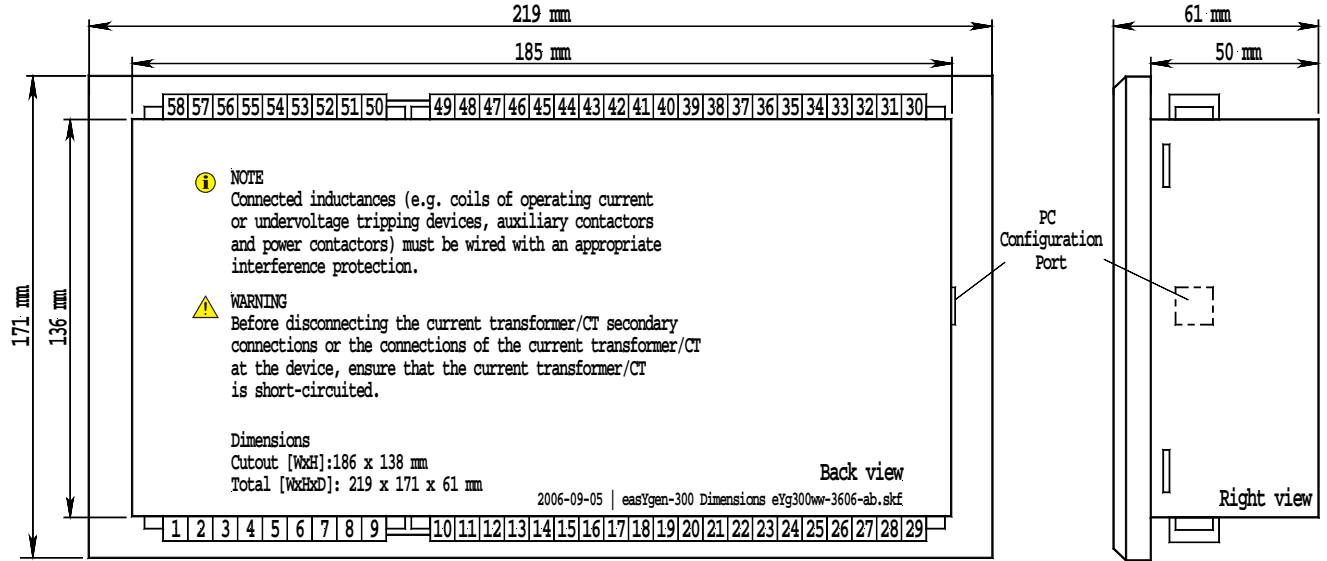 219 mm
61 mm
185 mm
50 mm
58 57 56 55 54 53 52 51 50 49 48 47 46 45 44 43 42 41 40 39 38 37 36 35 34 33 32 31 30
171 mm
136 mm
i NOTE
Connected inductances (e.g. coils of operating current
or undervoltage tripping devices, auxiliary contactors
and power contactors) must be wired with an appropriate
interference protection.
! WARNING
Before disconnecting the current transformer/CT secondary
connections or the connections of the current transformer/CT
at the device, ensure that the current transformer/CT
is short-circuited.
Dimensions
Cutout [WxH]:186 x 138 mm
Total [WxHxD]: 219 x 171 x 61 mm
Back view
2006-09-05 | easYgen-300 Dimensions eYg300ww-3606-ab.skf
1 2 3 4 5 6 7 8 9 10 11 12 13 14 15 16 17 18 19 20 21 22 23 24 25 26 27 28 29
PC
Configuration
Port
Right view